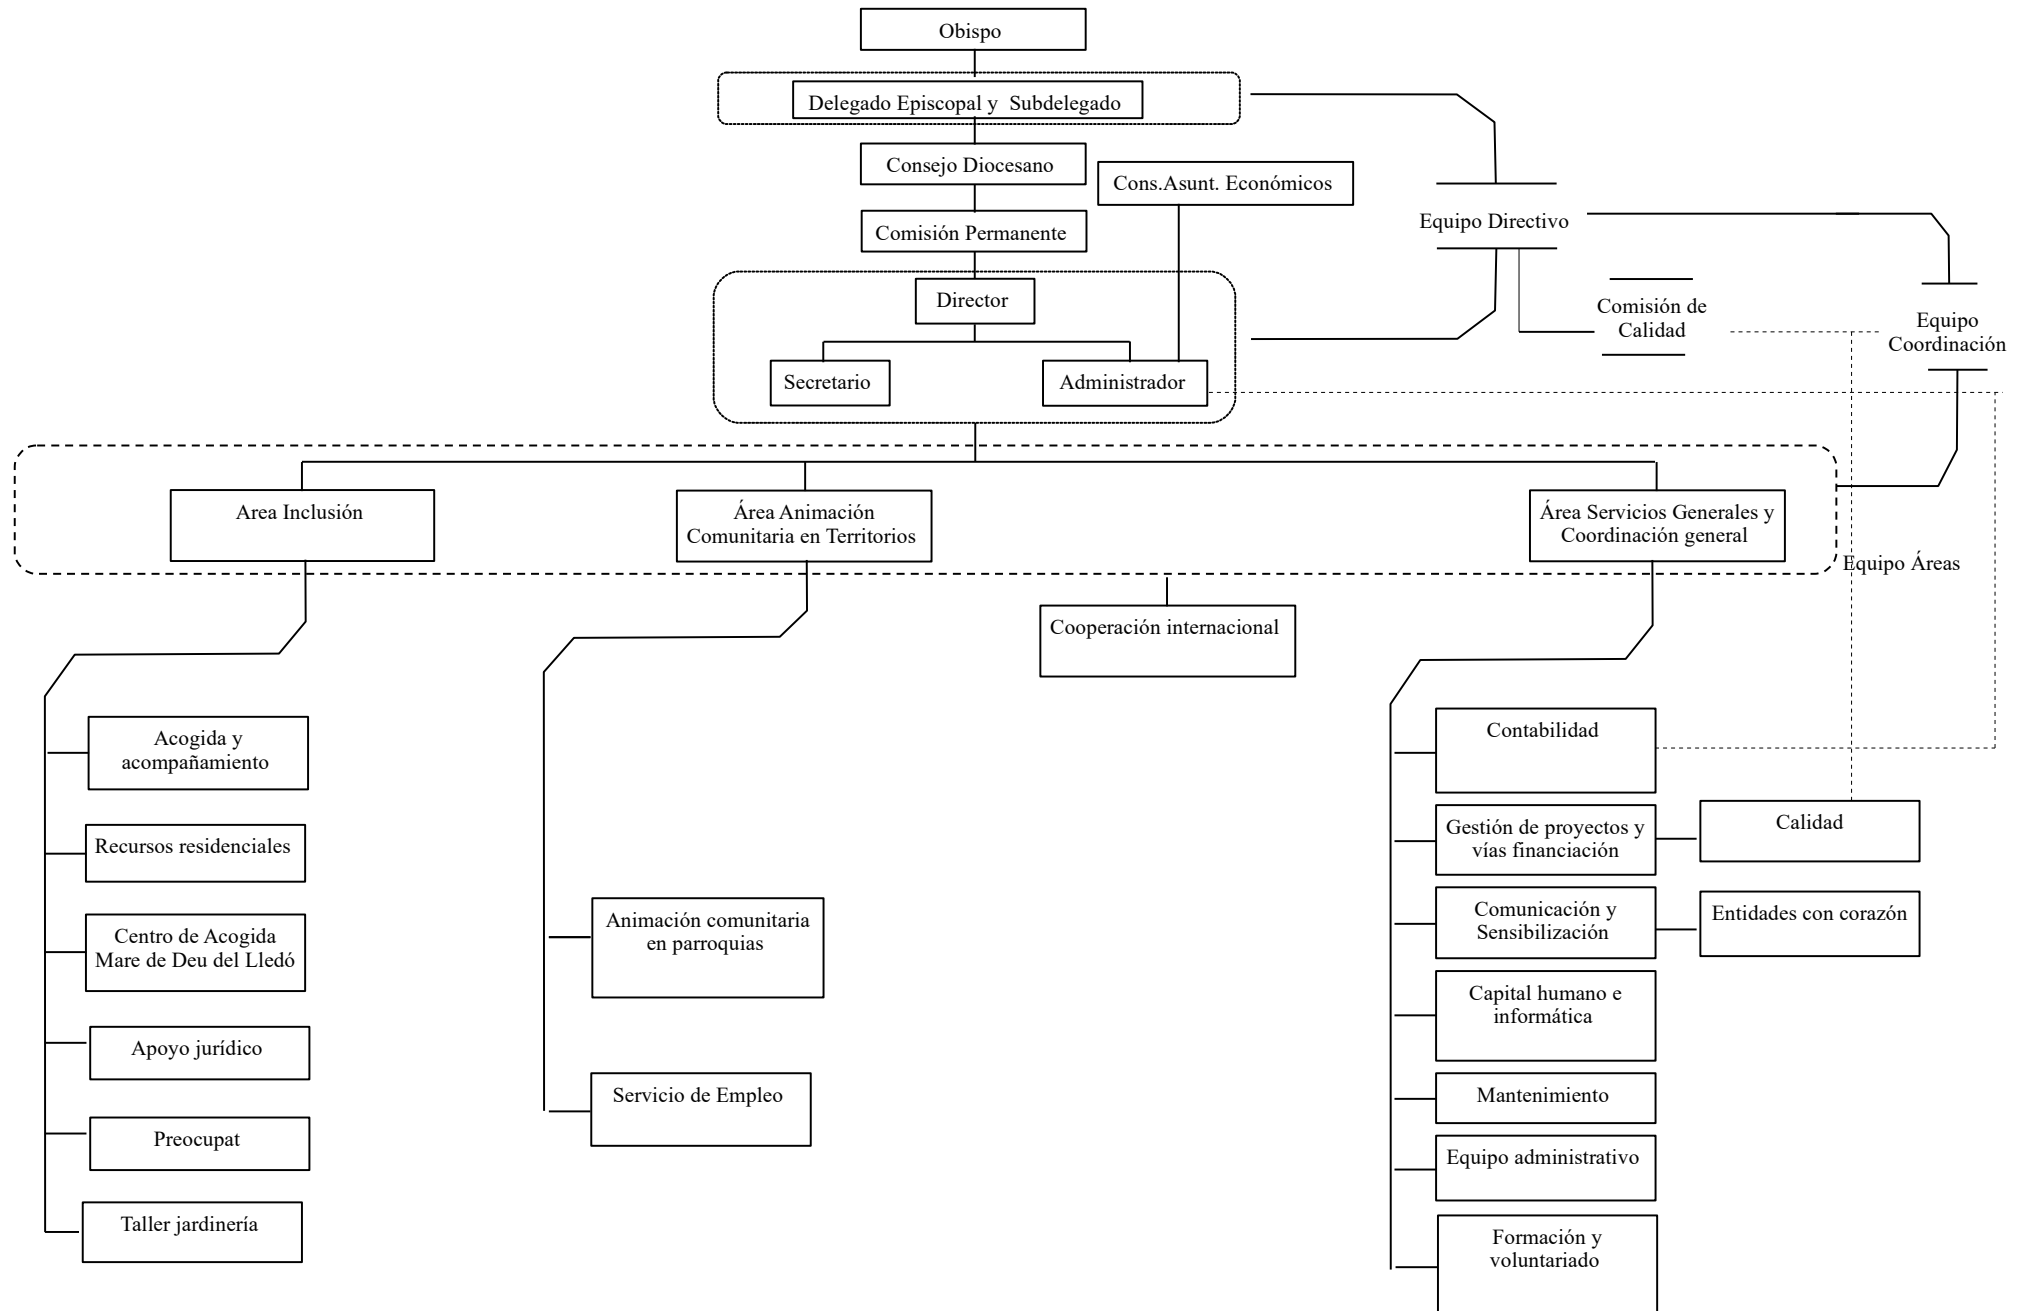 Obispo
Delegado Episcopal y  Subdelegado
Consejo Diocesano
Cons.Asunt. Económicos
Comisión Permanente
Equipo Directivo
Director
Comisión de
Calidad
Equipo
Coordinación
Secretario
Administrador
Area Inclusión
Área Animación
Comunitaria en Territorios
Área Servicios Generales y
Coordinación general
Equipo Áreas
Cooperación internacional
Acogida y
acompañamiento
Recursos residenciales
Centro de Acogida
Mare de Deu del Lledó
Apoyo jurídico
Preocupat
Taller jardinería
Animación comunitaria
en parroquias
Servicio de Empleo
Contabilidad
Gestión de proyectos y
vías financiación
Calidad
Comunicación y
Sensibilización
Entidades con corazón
Capital humano e
informática
Mantenimiento
Equipo administrativo
Formación y
voluntariado